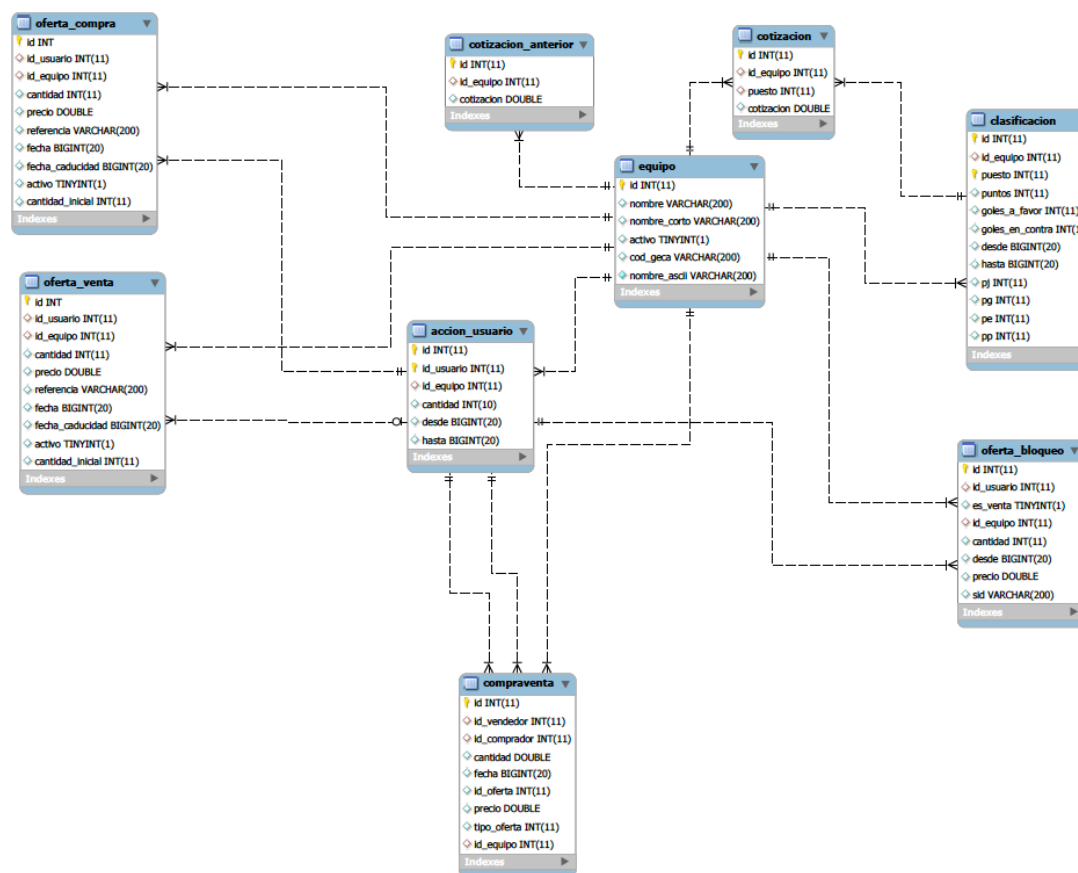 oferta_compra
id INT
id_usuario INT(11)
id_equipo INT(11)
cantidad INT(11)
precio DOUBLE
referencia VARCHAR(200)
fecha BIGINT(20)
fecha_caducidad BIGINT(20)
activo TINYINT(1)
cantidad_inicial INT(11)
Indexes
cotizacion_anterior
id INT(11)
id_equipo INT(11)
cotizacion DOUBLE
Indexes
cotizacion
id INT(11)
id_equipo INT(11)
puesto INT(11)
cotizacion DOUBLE
Indexes
clasificacion
id INT(11)
id_equipo INT(11)
puesto INT(11)
puntos INT(11)
goles_a_favor INT(11)
goles_en_contra INT(1
desde BIGINT(20)
hasta BIGINT(20)
pj INT(11)
pg INT(11)
pe INT(11)
pp INT(11)
Indexes
equipo
id INT(11)
nombre VARCHAR(200)
nombre_corto VARCHAR(200)
activo TINYINT(1)
cod_geca VARCHAR(200)
nombre_ascii VARCHAR(200)
Indexes
oferta_venta
id INT
id_usuario INT(11)
id_equipo INT(11)
cantidad INT(11)
precio DOUBLE
referencia VARCHAR(200)
fecha BIGINT(20)
fecha_caducidad BIGINT(20)
activo TINYINT(1)
cantidad_inicial INT(11)
Indexes
accion_usuario
id INT(11)
id_usuario INT(11)
id_equipo INT(11)
cantidad INT(10)
desde BIGINT(20)
hasta BIGINT(20)
Indexes
oferta_bloqueo
id INT(11)
id_usuario INT(11)
es_venta TINYINT(1)
id_equipo INT(11)
cantidad INT(11)
desde BIGINT(20)
precio DOUBLE
sid VARCHAR(200)
Indexes
compraventa
id INT(11)
id_vendedor INT(11)
id_comprador INT(11)
cantidad DOUBLE
fecha BIGINT(20)
id_oferta INT(11)
precio DOUBLE
tipo_oferta INT(11)
id_equipo INT(11)
Indexes